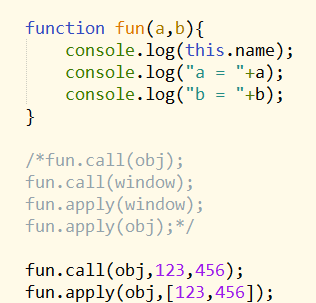 function fun(a,b){
    console.log(this.name);
    console.log("a = "+a);
    console.log("b = "+b);
}
/*fun.call(obj);
fun.call(window);
fun.apply(window);
fun.apply(obj);*/
fun.call(obj,123,456);
fun.apply(obj,[123,456]);